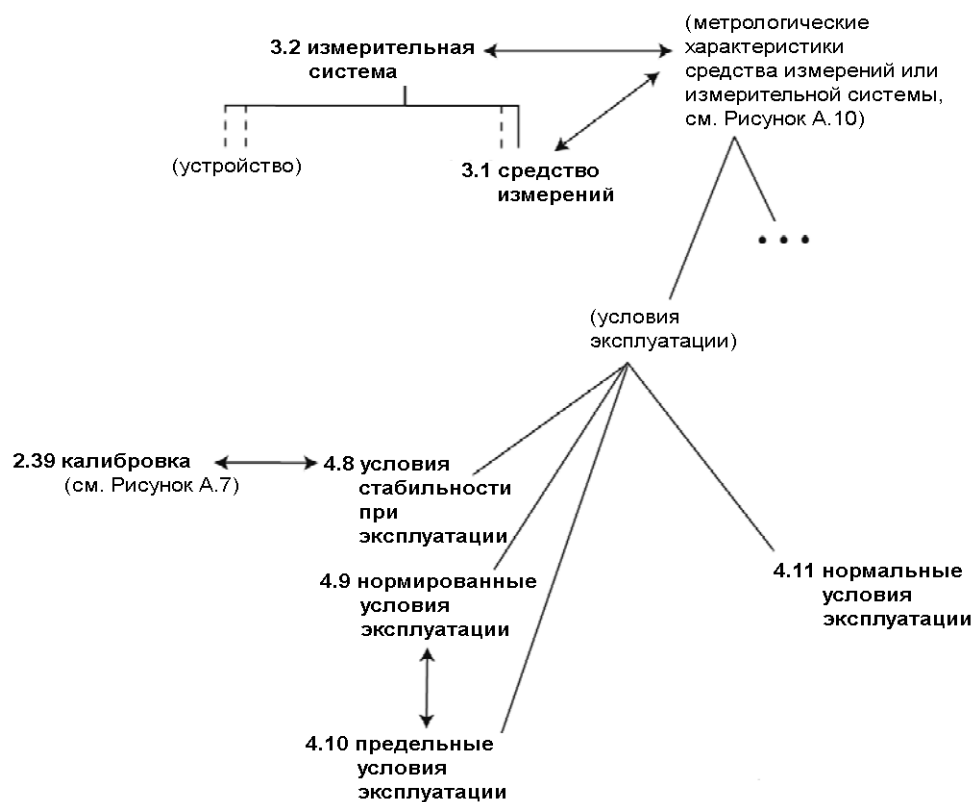 3.2 измерительная
система
(метрологические
характеристики
средства измерений или
измерительной системы,
см. Рисунок А.10)
(устройство)
3.1 средство
измерений
• • •
(условия
эксплуатации)
2.39 калибровка
(см. Рисунок А.7)
4.8 условия
стабильности
при
эксплуатации
4.9 нормированные
условия
эксплуатации
4.11 нормальные
условия
эксплуатации
4.10 предельные
условия
эксплуатации